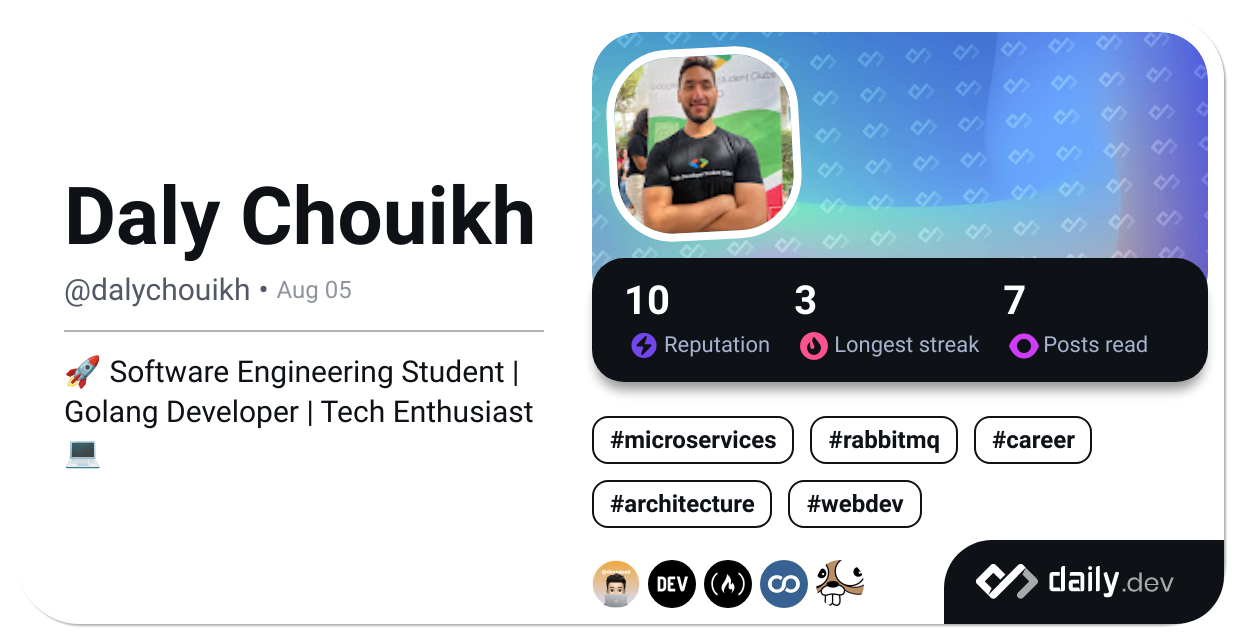 Daly Chouikh
@dalychouikh • Aug 05
🚀 Software Engineering Student |
Golang Developer | Tech Enthusiast
💻
10
Reputation
3
Longest streak
7
Posts read
#microservices
#rabbitmq
#career
#architecture
#webdev
DEV
daily.dev